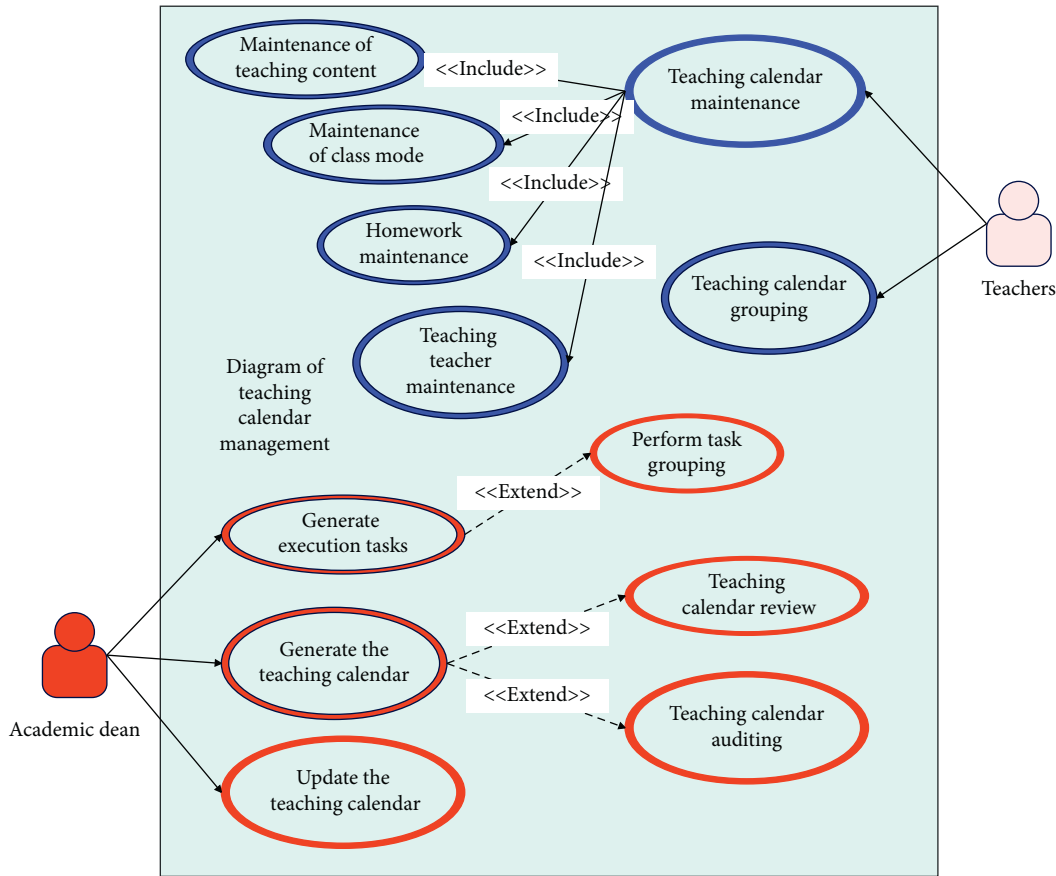 Maintenance of
teaching content
<<Include>>
Teaching calendar
maintenance
<<Include>>
Maintenance
of class mode
<<Include>>
Homework
maintenance
<<Include>>
Teaching calendar
grouping
Teachers
Teaching
teacher
maintenance
Diagram of
teaching
calendar
management
Perform task
grouping
<<Extend>>
Generate
execution tasks
Teaching
calendar review
<<Extend>>
Generate the
teaching calendar
<<Extend>>
Teaching calendar
auditing
Academic dean
Update the
teaching calendar